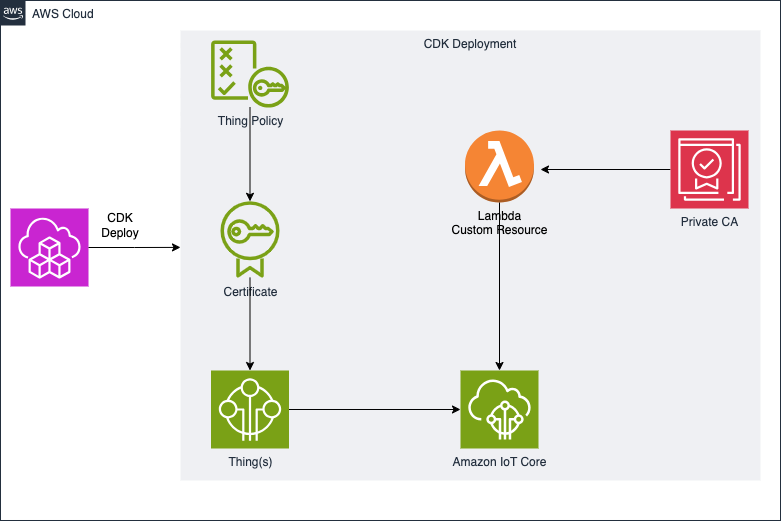 aws
AWS Cloud
CDK Deployment
Thing Policy
CDK
Deploy
Lambda
Custom Resource
Private CA
Certificate
Thing(s)
Amazon IoT Core